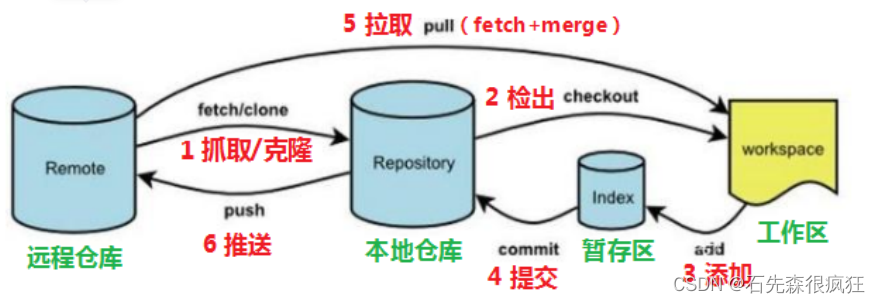 5 拉取 pull（fetch+merge）
fetch/clone
1 抓取/克隆
2 检出 checkout
Remote
Repository
workspace
Index
push
6 推送
远程仓库
本地仓库
commit
4 提交
暂存区
add
3 添加
工作区
CSDN @石先森很疯狂